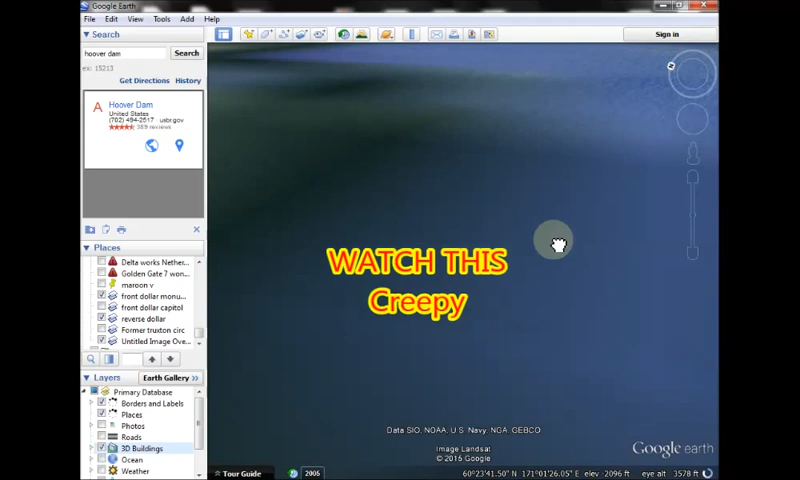 Google Earth
File Edit View Tools Add Help
Search
hoover dam
Search
ex: 15213
Get Directions History
A Hoover Dam
United States
(702) 494-2517 · usbr.gov
389 reviews
Sign in
N
Places
Delta works Nether...
Golden Gate 7 won...
maroon v
front dollar monu...
front dollar capitol
reverse dollar
Former truxton circ
Untitled Image Ove...
Layers
Earth Gallery >>
Primary Database
Borders and Labels
Places
Photos
Roads
3D Buildings
Ocean
Weather
WATCH THIS
Creepy
Data SIO, NOAA, U.S. Navy, NGA, GEBCO
Image Landsat
© 2015 Google
Google earth
Tour Guide
2005
60°23'41.50" N 171°01'26.05" E elev -2096 ft eye alt 3578 ft